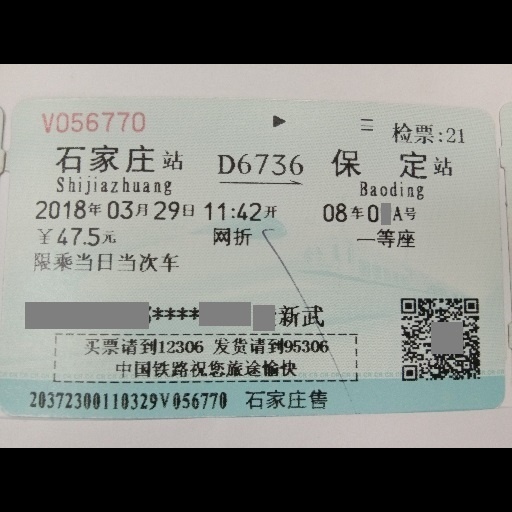 V056770
检票:21
石家庄站 D6736 保定站
Shijiazhuang Baoding
2018年03月29日11:42开 08车0 A号
￥47.5元 网折 一等座
限乘当日当次车
**** 新武
买票请到12306 发货请到95306
中国铁路祝您旅途愉快
20372300110329V056770 石家庄售